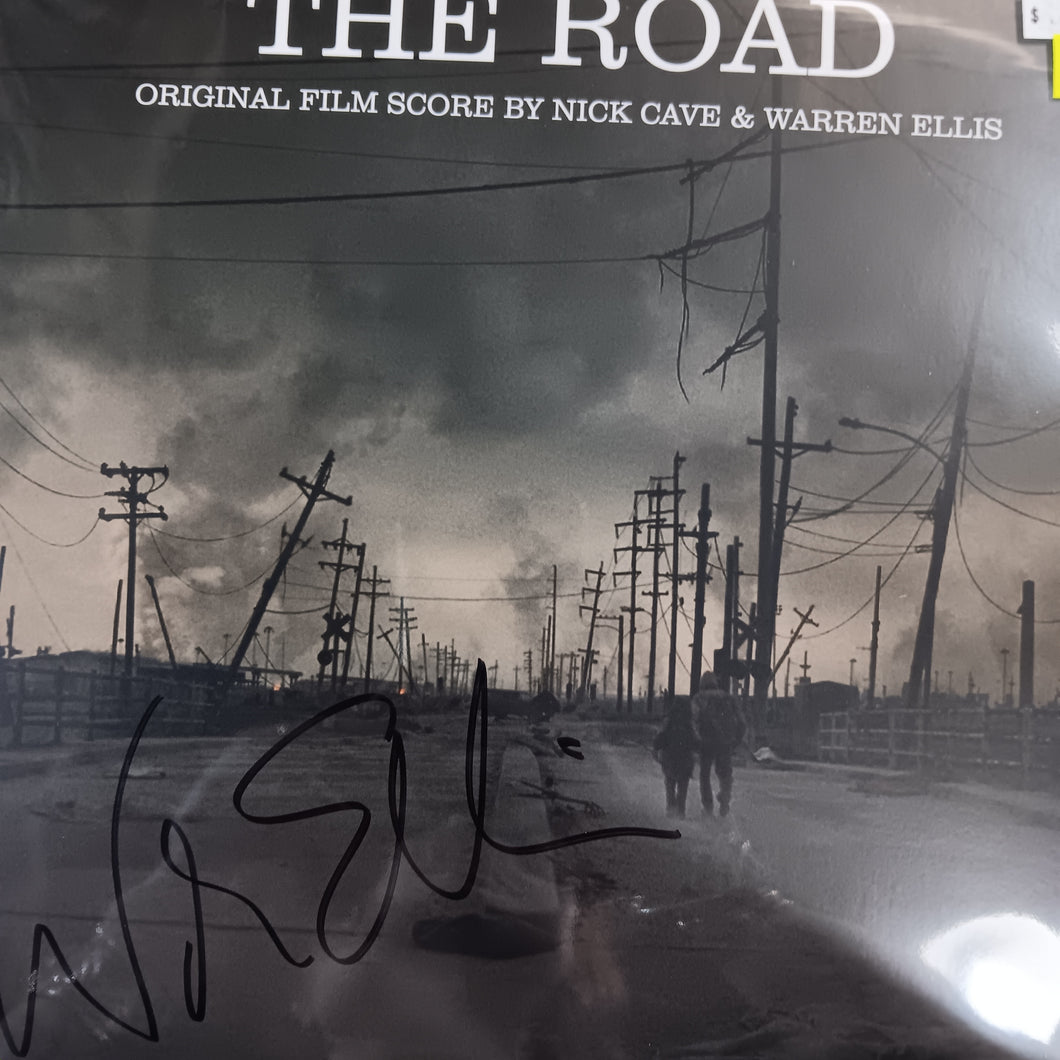 THE ROAD
ORIGINAL FILM SCORE BY NICK CAVE & WARREN ELLIS
$